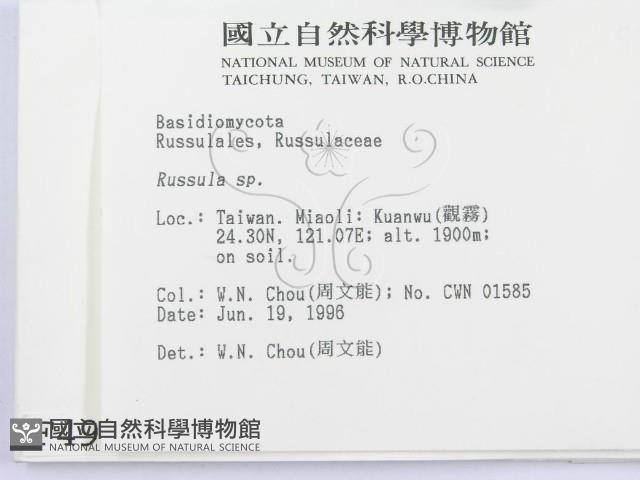 國立自然科學博物館
NATIONAL MUSEUM OF NATURAL SCIENCE
TAICHUNG, TAIWAN, R.O.CHINA
Basidiomycota
Russulales, Russulaceae
Russula sp.
Loc.: Taiwan. Miaoli: Kuanwu(觀霧)
24.30N, 121.07E; alt. 1900m;
on soil.
Col.: W.N. Chou(周文能); No. CWN 01585
Date: Jun. 19, 1996
Det.: W.N. Chou(周文能)
國立自然科學博物館
NATIONAL MUSEUM OF NATURAL SCIENCE